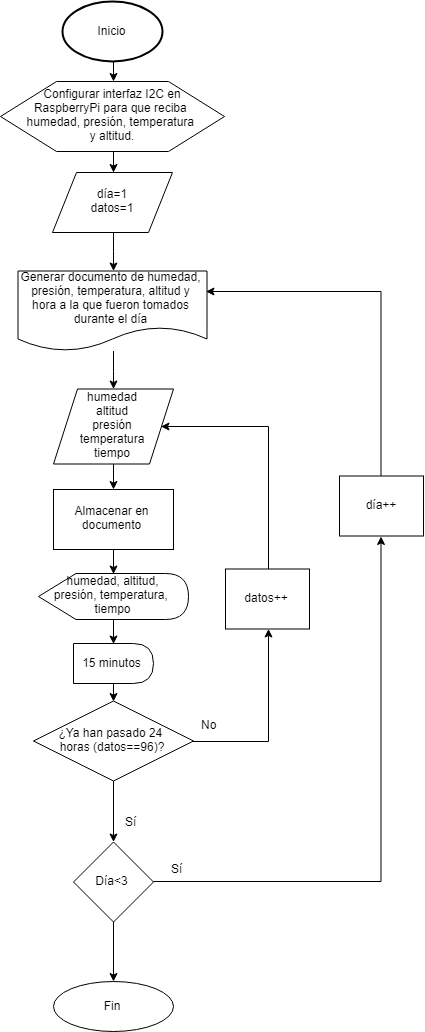 Inicio
Configurar interfaz I2C en
RaspberryPi para que reciba
humedad, presión, temperatura
y altitud.
día=1
datos=1
Generar documento de humedad,
presión, temperatura, altitud y
hora a la que fueron tomados
durante el día
humedad
altitud
presión
temperatura
tiempo
Almacenar en
documento
humedad, altitud,
presión, temperatura,
tiempo
15 minutos
¿Ya han pasado 24
horas (datos==96)?
No
datos++
día++
Sí
Día<3
Sí
Fin